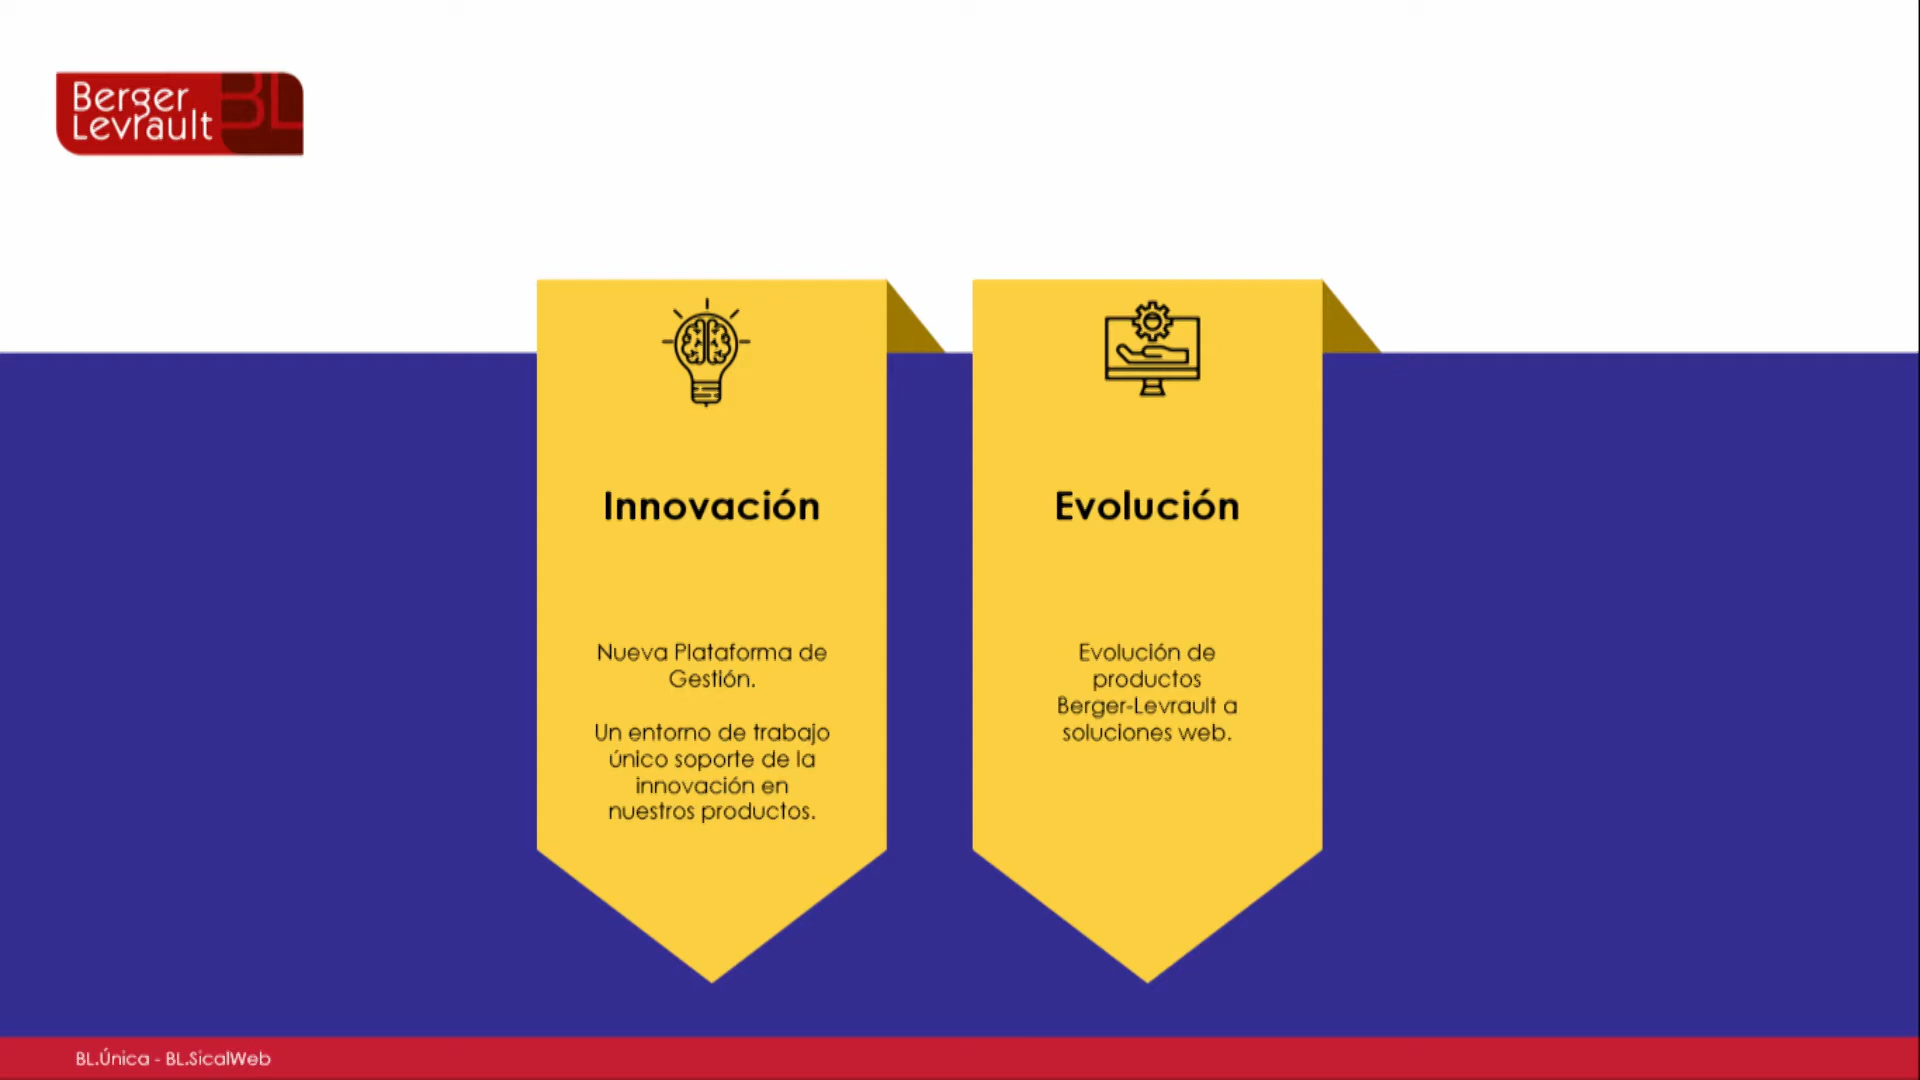 Berger
Levrault
BL
Innovación
Nueva Plataforma de
Gestión.
Un entorno de trabajo
único soporte de la
innovación en
nuestros productos.
Evolución
Evolución de
productos
Berger-Levrault a
soluciones web.
BL.Única - BL.SicalWeb